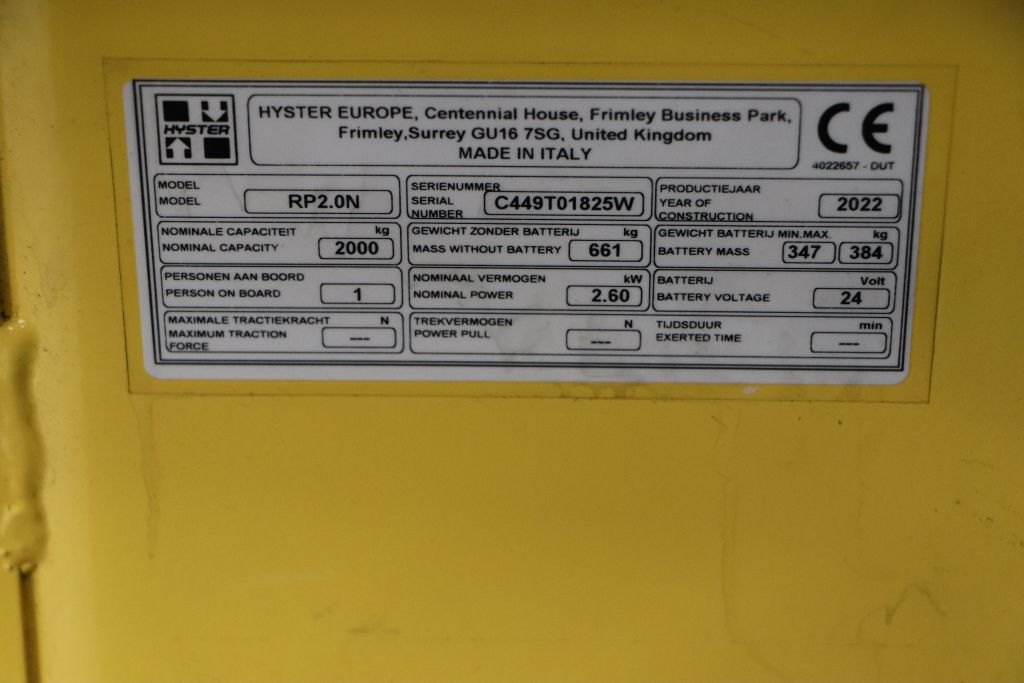 HYSTER
HYSTER EUROPE, Centennial House, Frimley Business Park,
Frimley,Surrey GU16 7SG, United Kingdom
MADE IN ITALY
CE
4022657 - DUT
MODEL
MODEL RP2.0N
SERIENUMMER
SERIAL
NUMBER C449T01825W
PRODUCTIEJAAR
YEAR OF
CONSTRUCTION 2022
NOMINALE CAPACITEIT kg
NOMINAL CAPACITY 2000
GEWICHT ZONDER BATTERIJ kg
MASS WITHOUT BATTERY 661
GEWICHT BATTERIJ MIN.MAX. kg
BATTERY MASS 347 384
PERSONEN AAN BOORD
PERSON ON BOARD 1
NOMINAAL VERMOGEN kW
NOMINAL POWER 2.60
BATTERIJ Volt
BATTERY VOLTAGE 24
MAXIMALE TRACTIEKRACHT N
MAXIMUM TRACTION
FORCE ---
TREKVERMOGEN N
POWER PULL ---
TIJDSDUUR min
EXERTED TIME ---